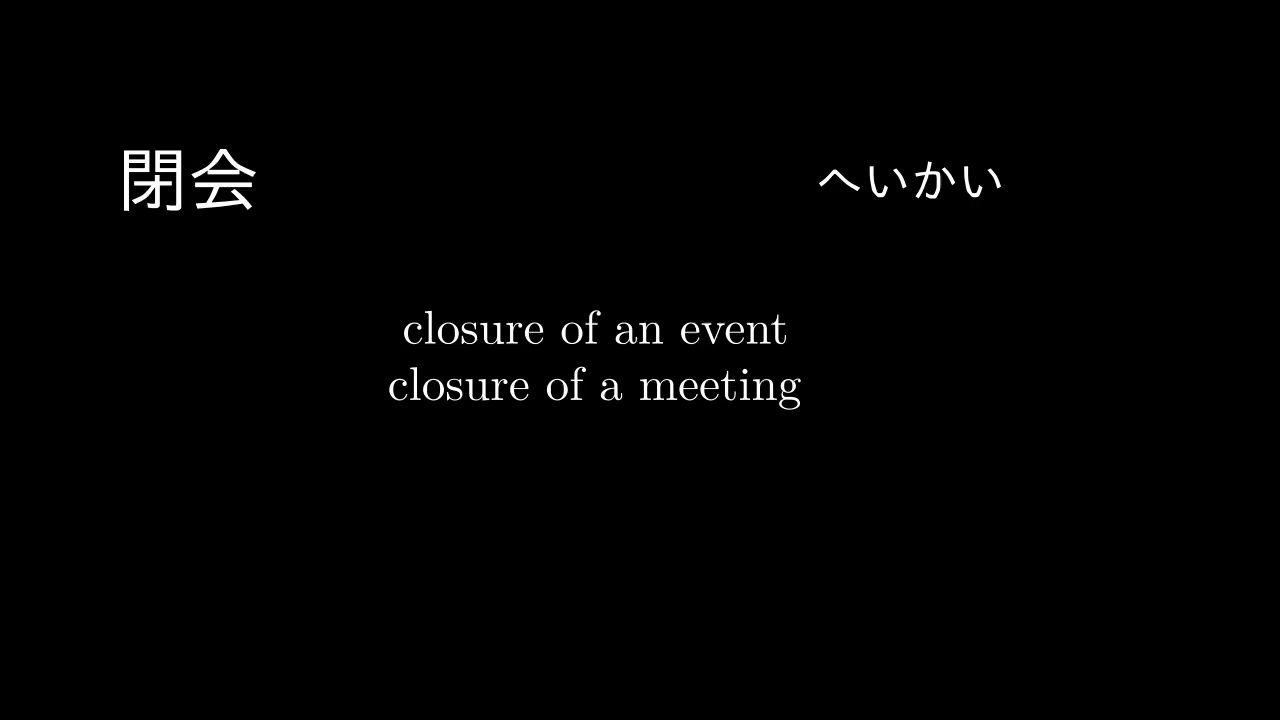 閉会
へいかい
closure of an event
closure of a meeting